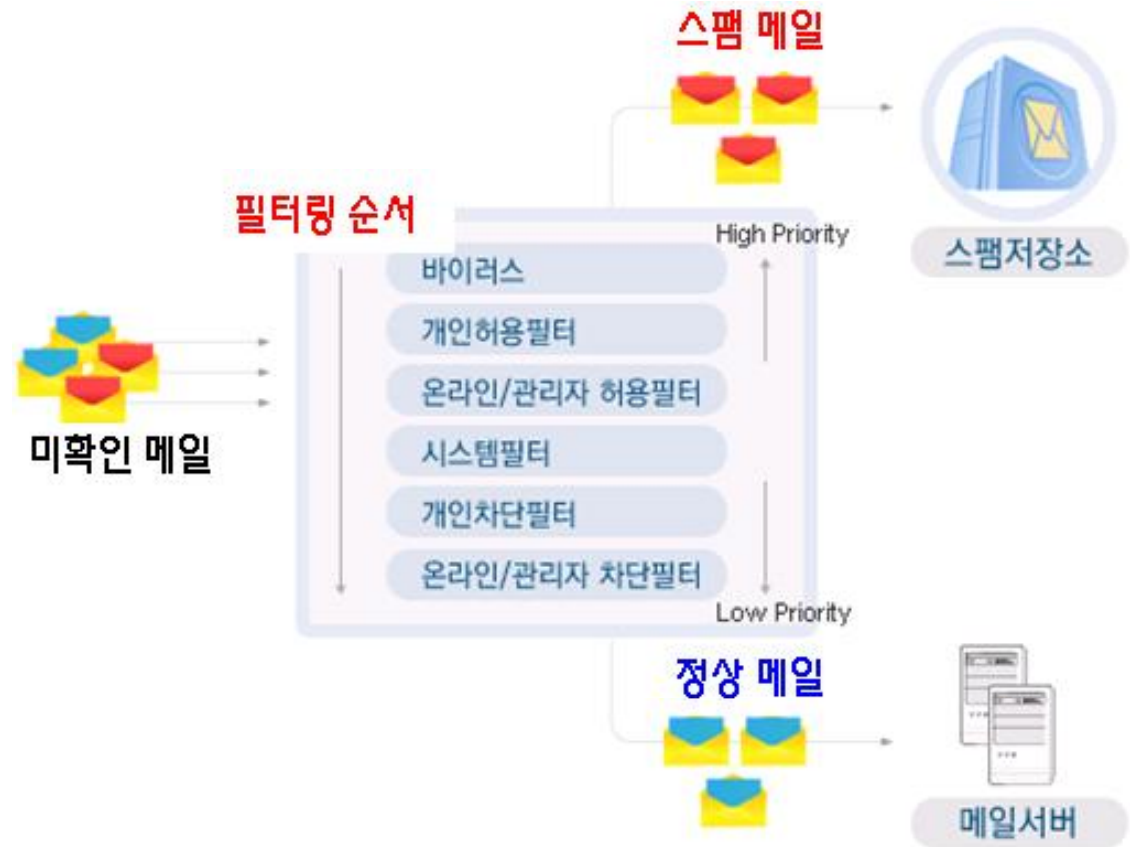 스팸 메일
필터링 순서
High Priority
스팸저장소
바이러스
개인허용필터
온라인/관리자 허용필터
미확인 메일
시스템필터
개인차단필터
온라인/관리자 차단필터
Low Priority
정상 메일
메일서버